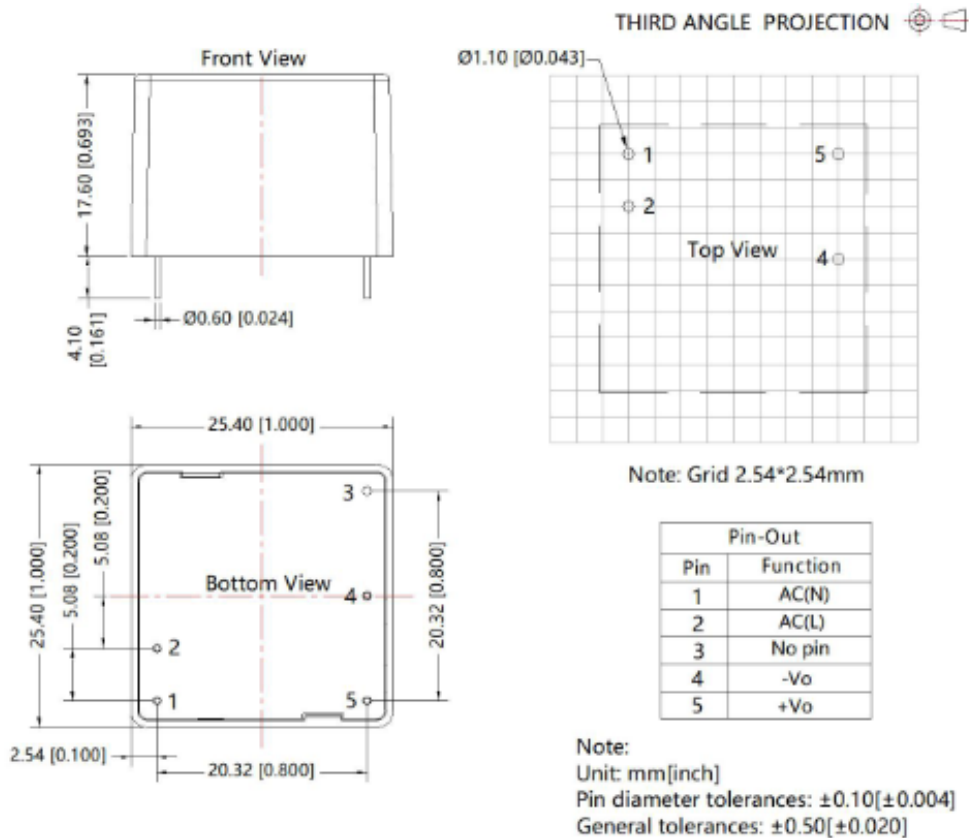 THIRD ANGLE PROJECTION
Front View
17.60 [0.693]
4.10
[0.161]
Ø0.60 [0.024]
Ø1.10 [Ø0.043]
1
5
2
Top View
4
Note: Grid 2.54*2.54mm
25.40 [1.000]
25.40 [1.000]
5.08 [0.200]
5.08 [0.200]
3
Bottom View
4
20.32 [0.800]
2
1
5
2.54 [0.100]
20.32 [0.800]
Pin-Out
Pin Function
1 AC(N)
2 AC(L)
3 No pin
4 -Vo
5 +Vo
Note:
Unit: mm[inch]
Pin diameter tolerances: ±0.10[±0.004]
General tolerances: ±0.50[±0.020]